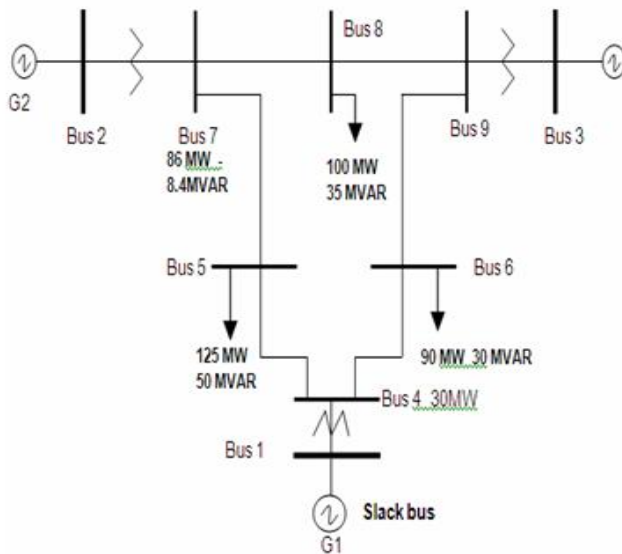 Bus 8
G2
Bus 2
Bus 7
Bus 9
Bus 3
86 MW -
8.4MVAR
100 MW
35 MVAR
Bus 5
Bus 6
125 MW
50 MVAR
90 MW 30 MVAR
Bus 4 30MW
Bus 1
Slack bus
G1